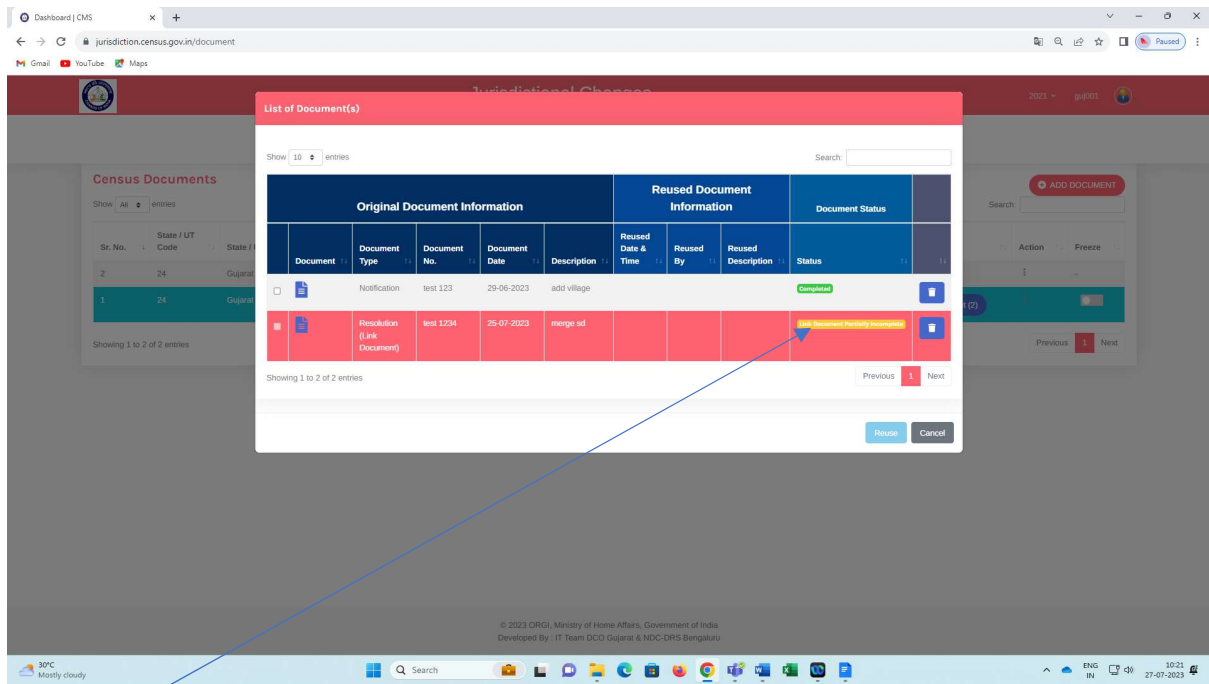 Dashboard | CMS
jurisdiction.census.gov.in/document
Paused
Gmail YouTube Maps
Jurisdictional Changes
2021 guj001
List of Document(s)
Show 10 entries
Search:
Census Documents
ADD DOCUMENT
Show All entries
Search:
Original Document Information
Reused Document Information
Document Status
Sr. No.
State / UT Code
State /
Action
Freeze
Document
Document Type
Document No.
Document Date
Description
Reused Date & Time
Reused By
Reused Description
Status
2 24 Gujarat
Notification test 123 29-06-2023 add village Completed
1 24 Gujarat
(2)
Resolution (Link Document) test 1234 25-07-2023 merge sd Link Document Partially Incomplete
Showing 1 to 2 of 2 entries
Previous 1 Next
Showing 1 to 2 of 2 entries
Previous 1 Next
Reuse Cancel
© 2023 ORGI, Ministry of Home Affairs, Government of India
Developed By : IT Team DCO Gujarat & NDC-DRS Bengaluru
30°C
Mostly cloudy
Search
ENG
IN
10:21
27-07-2023